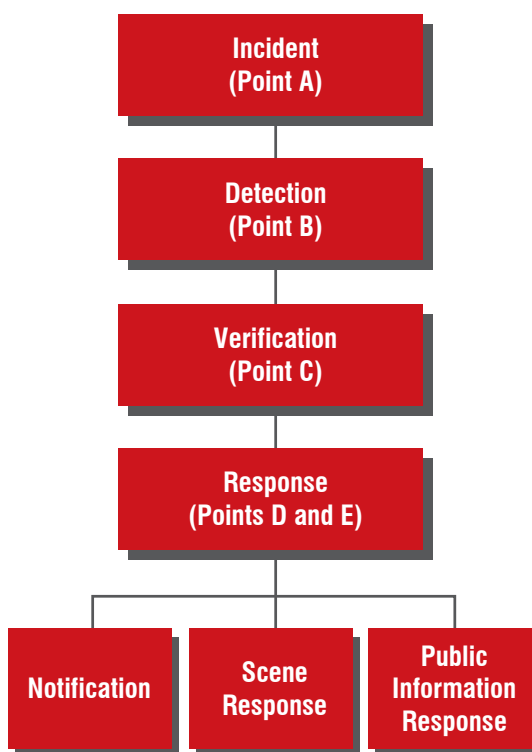 Incident
(Point A)
Detection
(Point B)
Verification
(Point C)
Response
(Points D and E)
Notification
Scene
Response
Public
Information
Response